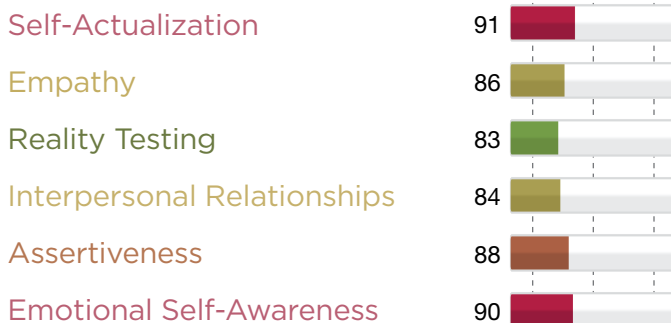 Self-Actualization 91
Empathy 86
Reality Testing 83
Interpersonal Relationships 84
Assertiveness 88
Emotional Self-Awareness 90